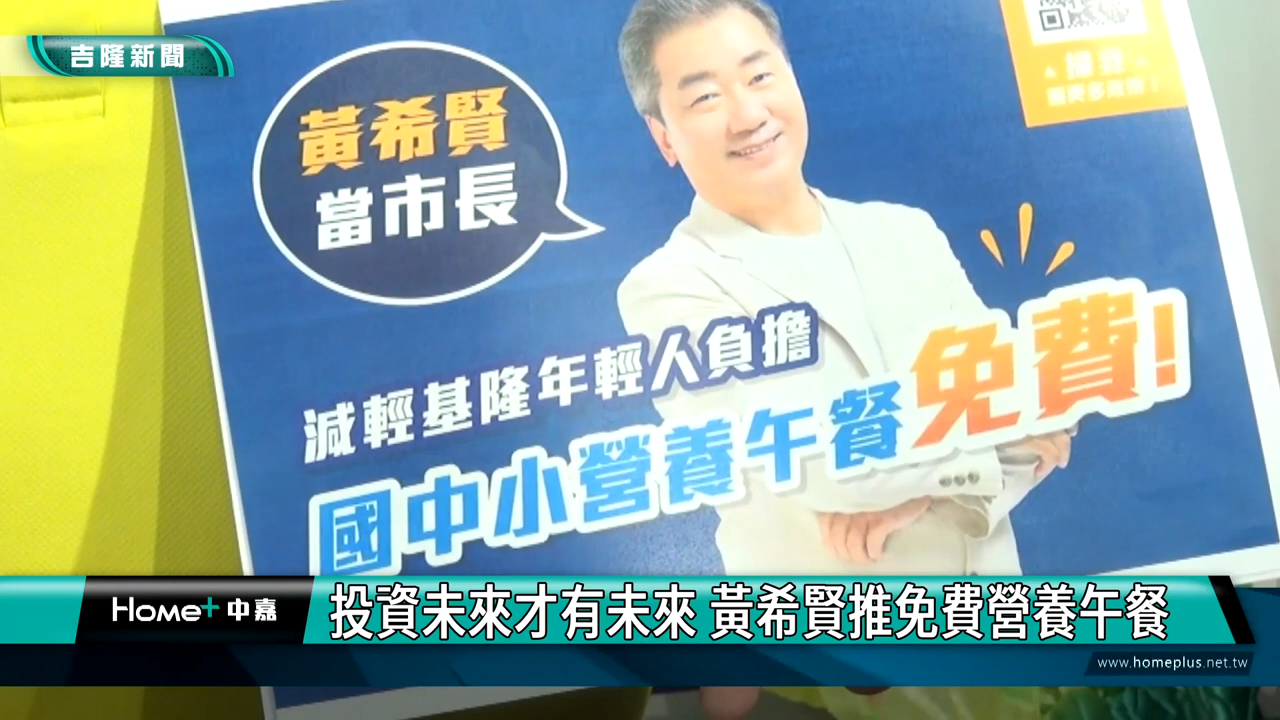 吉隆新聞
黃希賢
當市長
減輕基隆年輕人負擔
國中小營養午餐免費!
Home+中嘉
投資未來才有未來 黃希賢推免費營養午餐
www.homeplus.net.tw